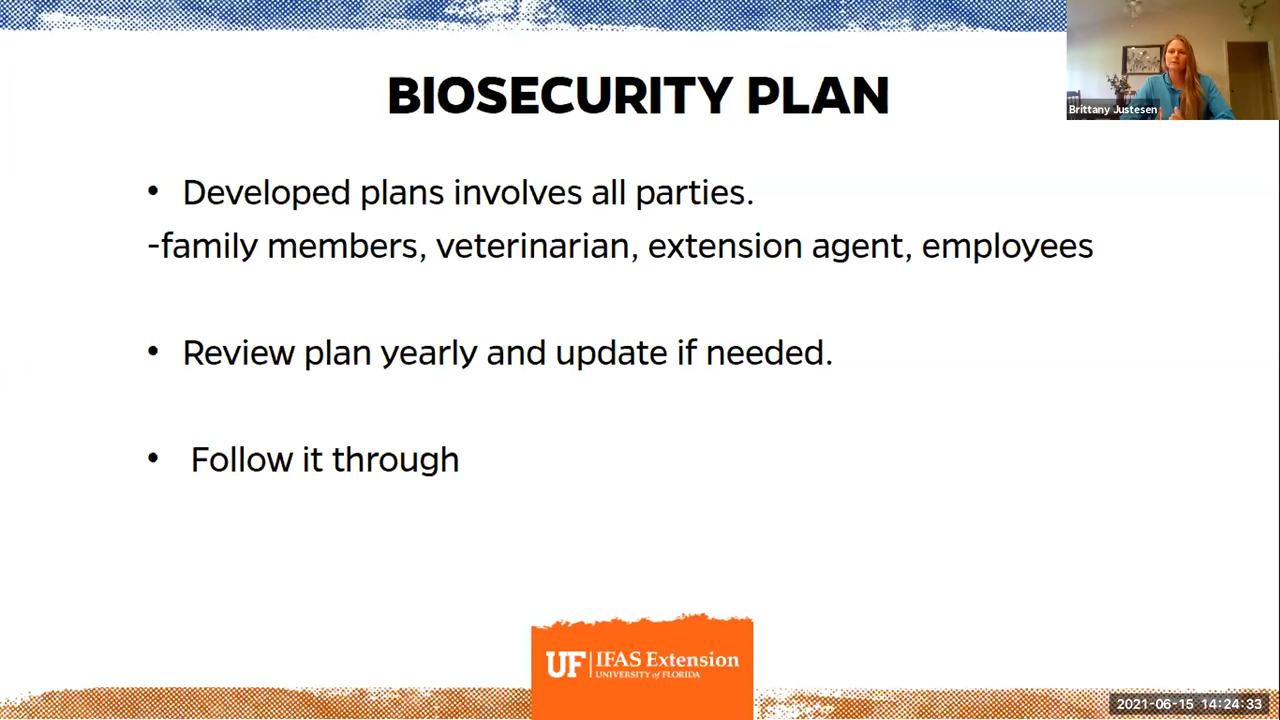 BIOSECURITY PLAN
Brittany Justesen
• Developed plans involves all parties.
-family members, veterinarian, extension agent, employees
• Review plan yearly and update if needed.
• Follow it through
UF IFAS Extension
UNIVERSITY of FLORIDA
2021-06-15 14:24:33